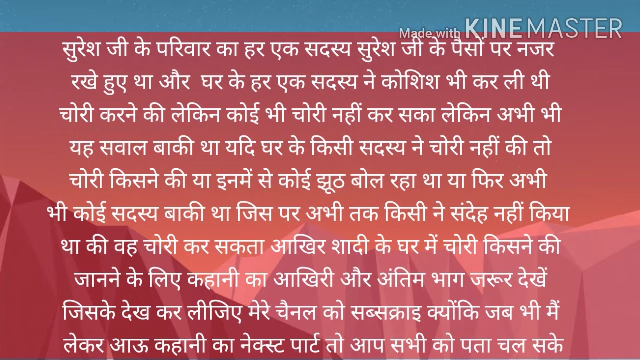 Made with KINEMASTER
सुरेश जी के परिवार का हर एक सदस्य सुरेश जी के पैसों पर नजर
रखे हुए था और घर के हर एक सदस्य ने कोशिश भी कर ली थी
चोरी करने की लेकिन कोई भी चोरी नहीं कर सका लेकिन अभी भी
यह सवाल बाकी था यदि घर के किसी सदस्य ने चोरी नहीं की तो
चोरी किसने की या इनमें से कोई झूठ बोल रहा था या फिर अभी
भी कोई सदस्य बाकी था जिस पर अभी तक किसी ने संदेह नहीं किया
था की वह चोरी कर सकता आखिर शादी के घर में चोरी किसने की
जानने के लिए कहानी का आखिरी और अंतिम भाग जरूर देखें
जिसके देख कर लीजिए मेरे चैनल को सब्सक्राइ क्योंकि जब भी मैं
लेकर आऊ कहानी का नेक्स्ट पार्ट तो आप सभी को पता चल सके